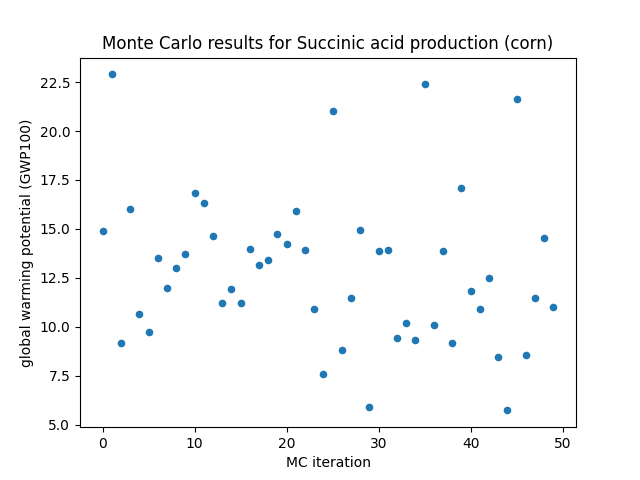 Monte Carlo results for Succinic acid production (corn)
global warming potential (GWP100)
22.5
20.0
17.5
15.0
12.5
10.0
7.5
5.0
0 10 20 30 40 50
MC iteration